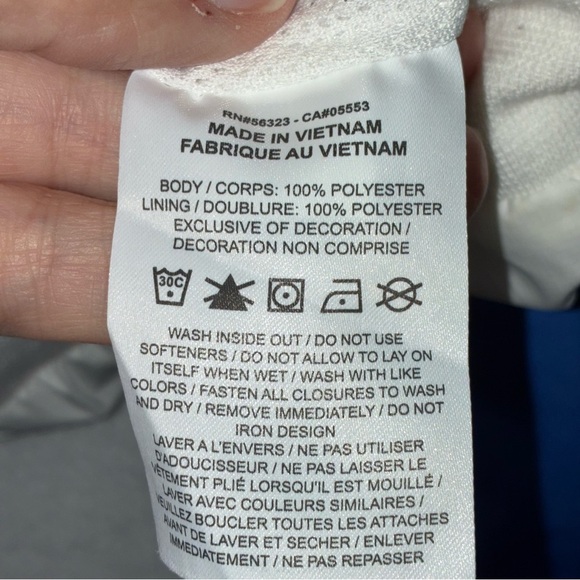 RN#56323 - CA#05553
MADE IN VIETNAM
FABRIQUE AU VIETNAM
BODY / CORPS: 100% POLYESTER
LINING / DOUBLURE: 100% POLYESTER
EXCLUSIVE OF DECORATION /
DECORATION NON COMPRISE
30C
WASH INSIDE OUT / DO NOT USE
SOFTENERS / DO NOT ALLOW TO LAY ON
ITSELF WHEN WET / WASH WITH LIKE
COLORS / FASTEN ALL CLOSURES TO WASH
AND DRY / REMOVE IMMEDIATELY / DO NOT
IRON DESIGN
LAVER A L'ENVERS / NE PAS UTILISER
D'ADOUCISSEUR / NE PAS LAISSER LE
VÊTEMENT PLIÉ LORSQU'IL EST MOUILLÉ /
LAVER AVEC COULEURS SIMILAIRES /
VEUILLEZ BOUCLER TOUTES LES ATTACHES
AVANT DE LAVER ET SECHER / ENLEVER
IMMEDIATEMENT / NE PAS REPASSER